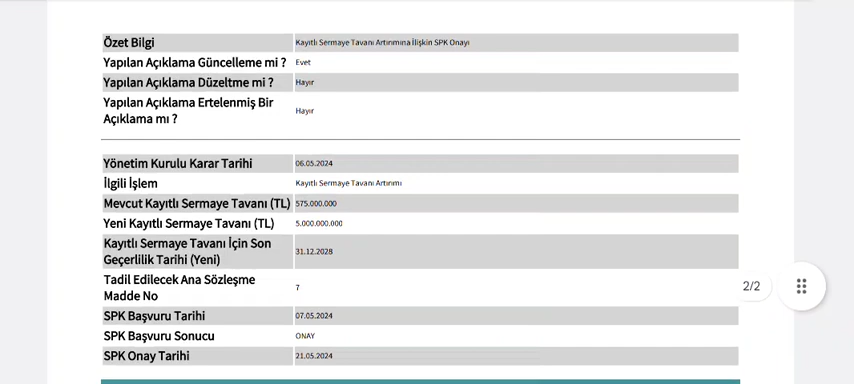 Özet Bilgi Kayıtlı Sermaye Tavanı Artırımına İlişkin SPK Onayı
Yapılan Açıklama Güncelleme mi ? Evet
Yapılan Açıklama Düzeltme mi ? Hayır
Yapılan Açıklama Ertelenmiş Bir
Açıklama mı ? Hayır
Yönetim Kurulu Karar Tarihi 06.05.2024
İlgili İşlem Kayıtlı Sermaye Tavanı Artırımı
Mevcut Kayıtlı Sermaye Tavanı (TL) 575.000.000
Yeni Kayıtlı Sermaye Tavanı (TL) 5.000.000.000
Kayıtlı Sermaye Tavanı İçin Son
Geçerlilik Tarihi (Yeni) 31.12.2028
Tadil Edilecek Ana Sözleşme
Madde No 7
2/2
SPK Başvuru Tarihi 07.05.2024
SPK Başvuru Sonucu ONAY
SPK Onay Tarihi 21.05.2024